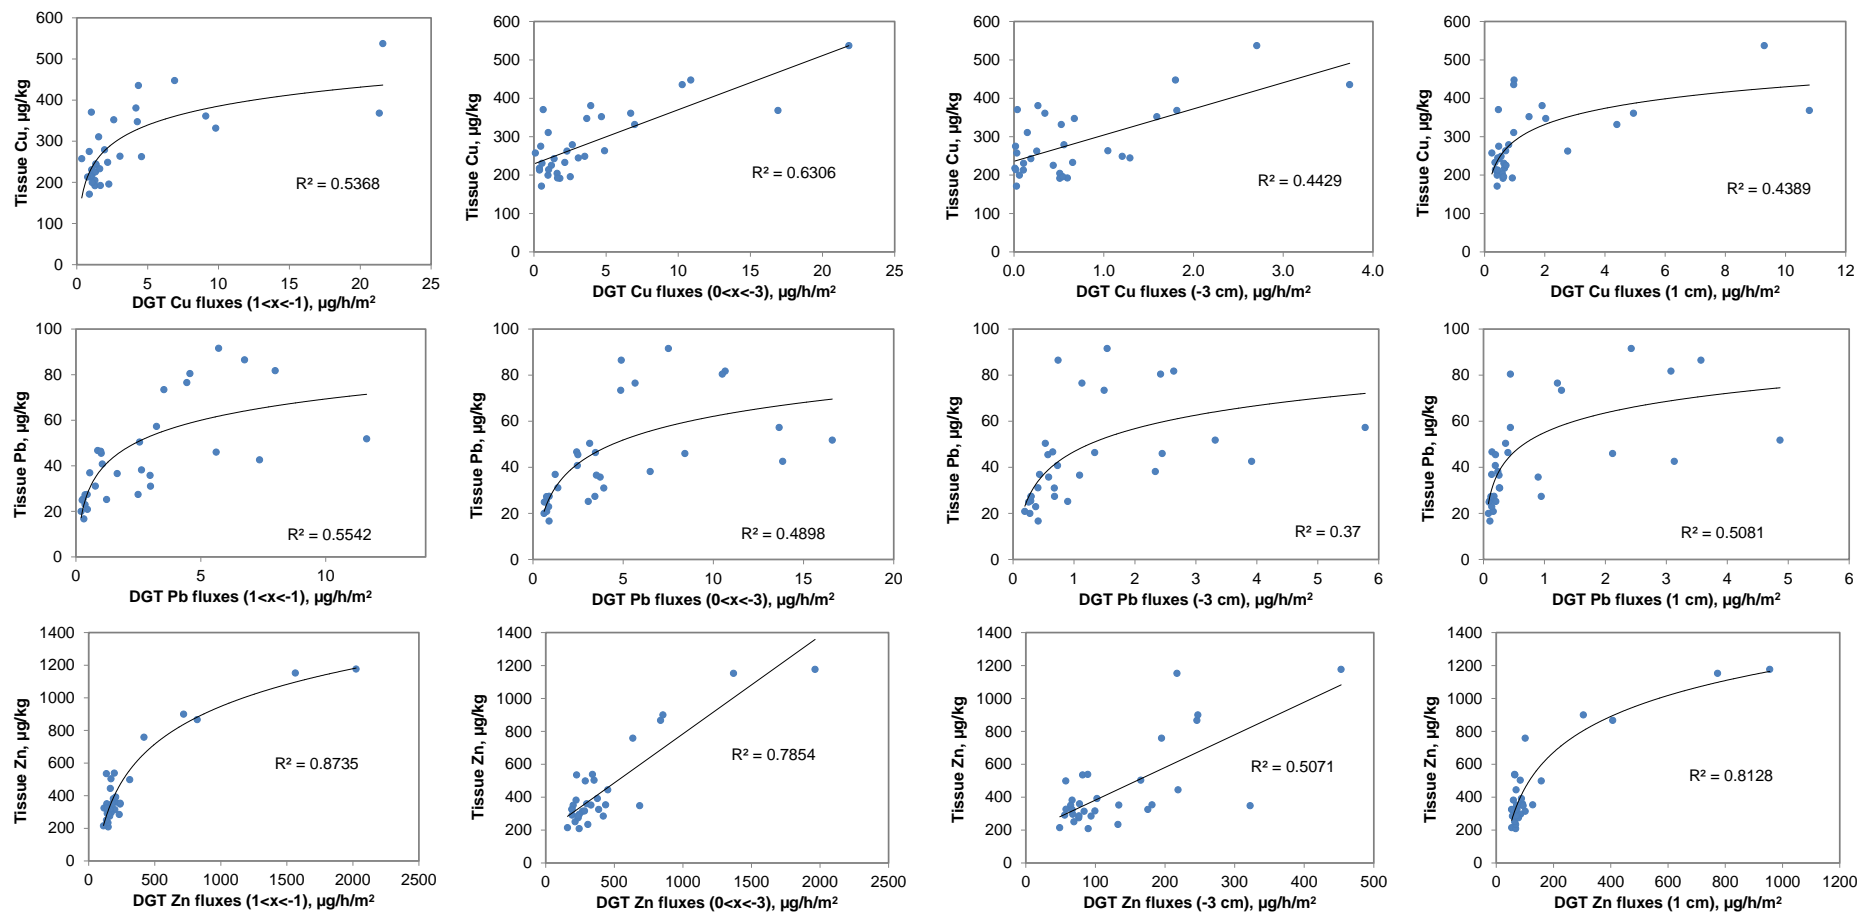 600
500
400
300
200
100
0
0 5 10 15 20 25
Tissue Cu, µg/kg
R² = 0.5368
DGT Cu fluxes (1<x<-1), µg/h/m²
600
500
400
300
200
100
0
0 5 10 15 20 25
Tissue Cu, µg/kg
R² = 0.6306
DGT Cu fluxes (0<x<-3), µg/h/m²
600
500
400
300
200
100
0
0.0 1.0 2.0 3.0 4.0
Tissue Cu, µg/kg
R² = 0.4429
DGT Cu fluxes (-3 cm), µg/h/m²
600
500
400
300
200
100
0
0 2 4 6 8 10 12
Tissue Cu, µg/kg
R² = 0.4389
DGT Cu fluxes (1 cm), µg/h/m²
100
80
60
40
20
0
0 5 10
Tissue Pb, µg/kg
R² = 0.5542
DGT Pb fluxes (1<x<-1), µg/h/m²
100
80
60
40
20
0
0 5 10 15 20
Tissue Pb, µg/kg
R² = 0.4898
DGT Pb fluxes (0<x<-3), µg/h/m²
100
80
60
40
20
0
0 1 2 3 4 5 6
Tissue Pb, µg/kg
R² = 0.37
DGT Pb fluxes (-3 cm), µg/h/m²
100
80
60
40
20
0
0 1 2 3 4 5 6
Tissue Pb, µg/kg
R² = 0.5081
DGT Pb fluxes (1 cm), µg/h/m²
1400
1200
1000
800
600
400
200
0
0 500 1000 1500 2000 2500
Tissue Zn, µg/kg
R² = 0.8735
DGT Zn fluxes (1<x<-1), µg/h/m²
1400
1200
1000
800
600
400
200
0
0 500 1000 1500 2000 2500
Tissue Zn, µg/kg
R² = 0.7854
DGT Zn fluxes (0<x<-3), µg/h/m²
1400
1200
1000
800
600
400
200
0
0 100 200 300 400 500
Tissue Zn, µg/kg
R² = 0.5071
DGT Zn fluxes (-3 cm), µg/h/m²
1400
1200
1000
800
600
400
200
0
0 200 400 600 800 1000 1200
Tissue Zn, µg/kg
R² = 0.8128
DGT Zn fluxes (1 cm), µg/h/m²